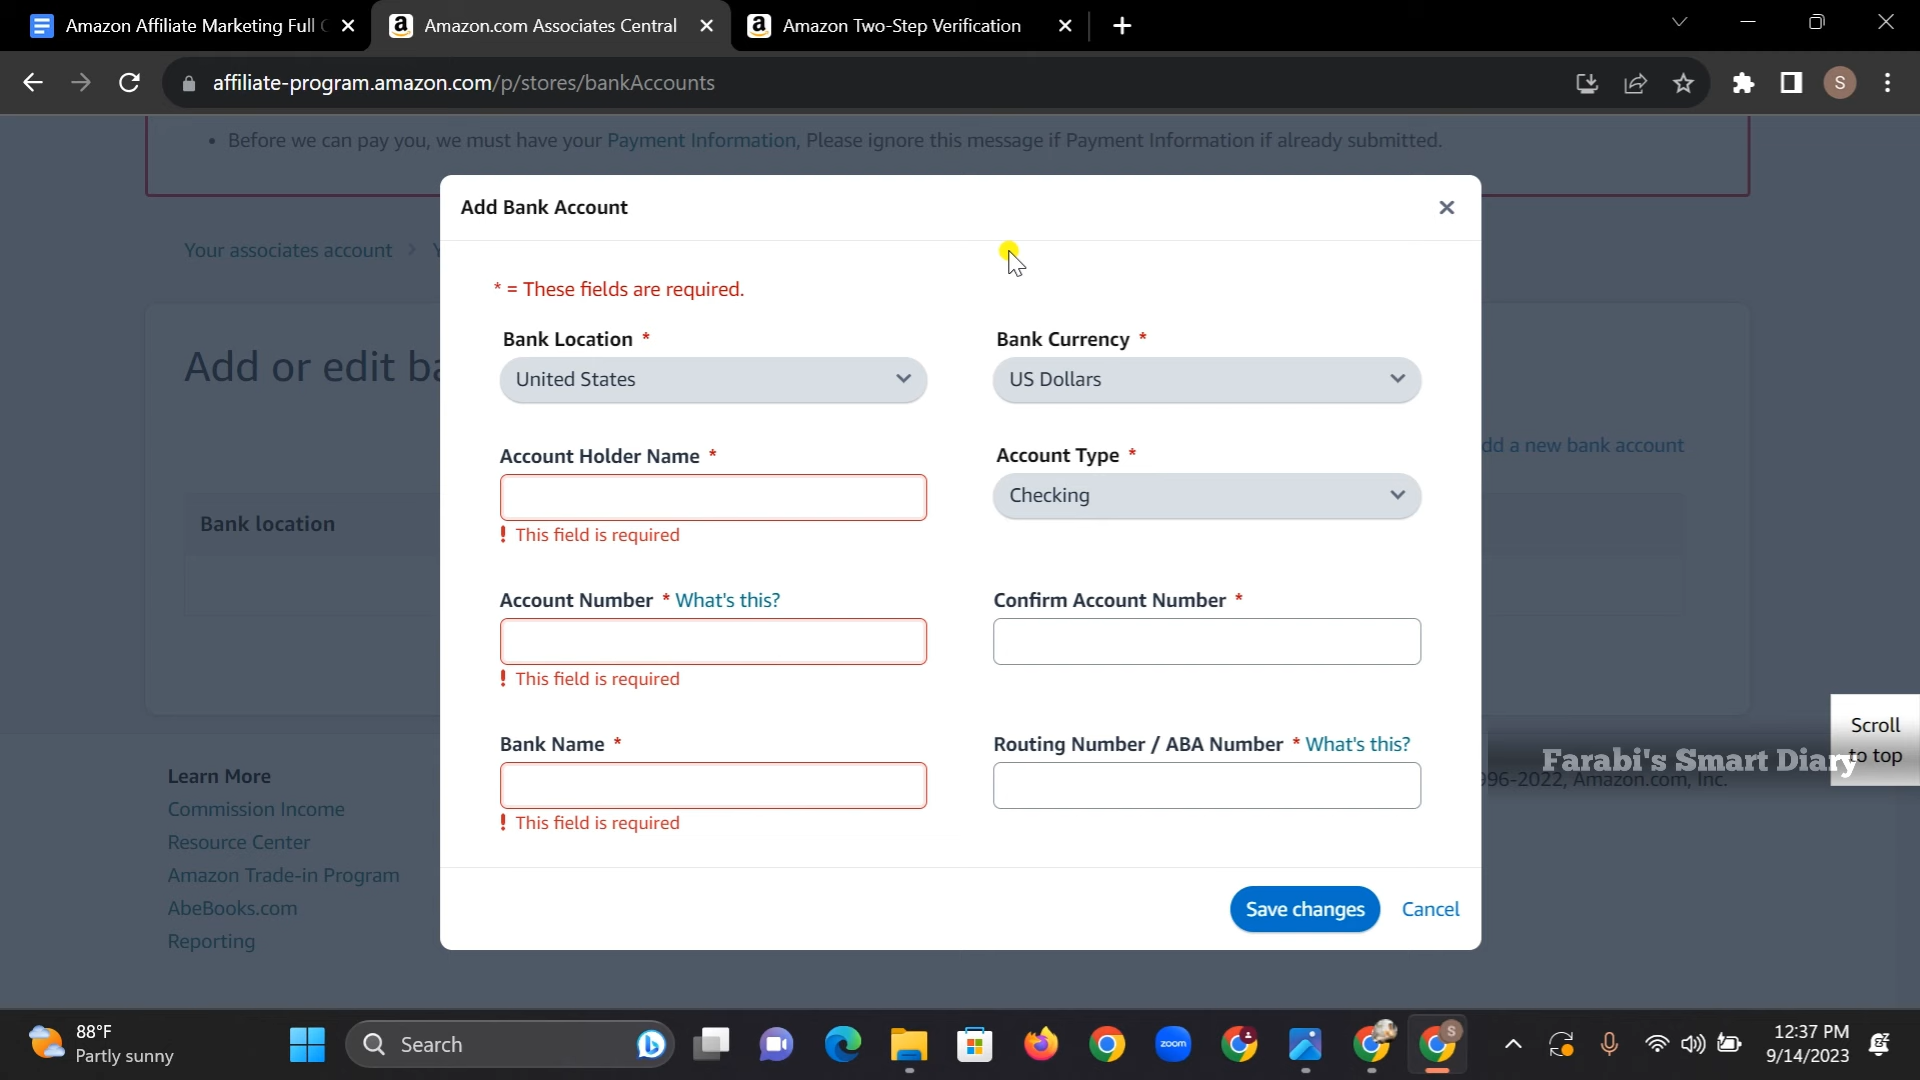 Amazon Affiliate Marketing Full
Amazon.com Associates Central
Amazon Two-Step Verification
affiliate-program.amazon.com/p/stores/bankAccounts
S
• Before we can pay you, we must have your Payment Information, Please ignore this message if Payment Information if already submitted.
Add Bank Account
Your associates account
* = These fields are required.
Bank Location *
Bank Currency *
Add or edit ba
United States
US Dollars
dd a new bank account
Account Holder Name *
Account Type *
Checking
Bank location
! This field is required
Account Number * What's this?
Confirm Account Number *
! This field is required
Bank Name *
Routing Number / ABA Number * What's this?
Scroll
to top
Farabi's Smart Diary
96-2022, Amazon.com, Inc.
Learn More
Commission Income
! This field is required
Resource Center
Amazon Trade-in Program
AbeBooks.com
Reporting
Save changes
Cancel
88°F
Partly sunny
Search
zoom
S
12:37 PM
9/14/2023